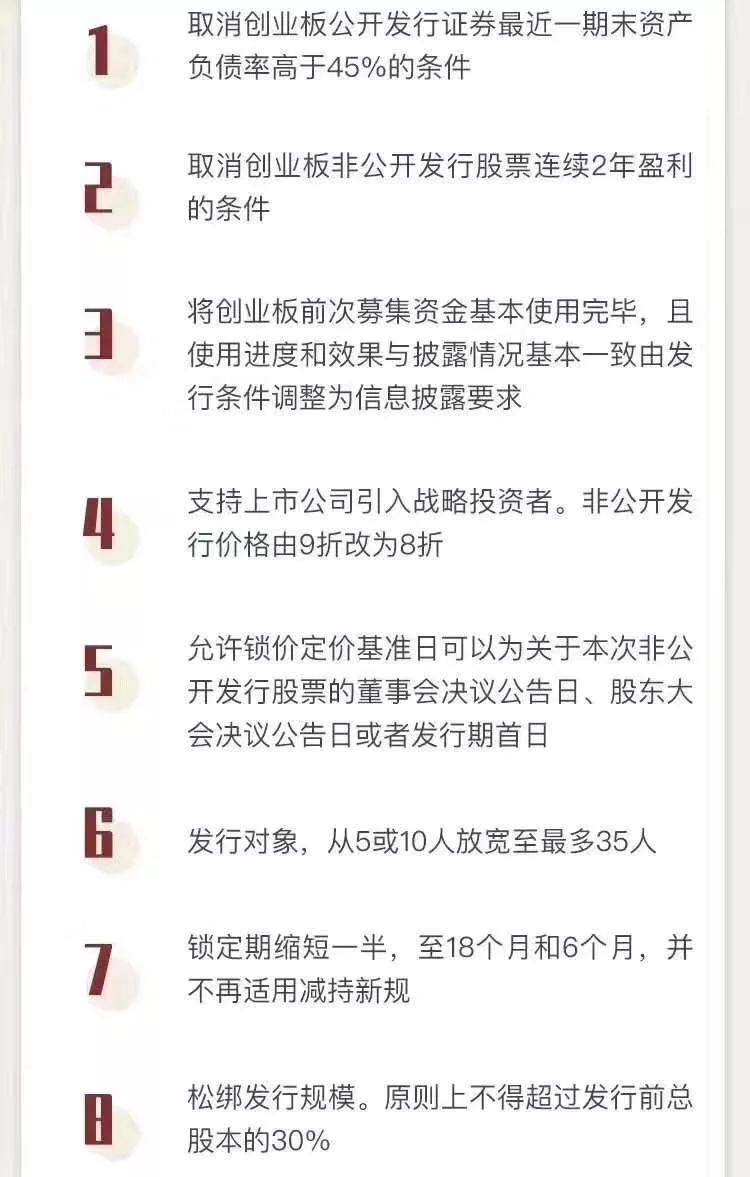 1
取消创业板公开发行证券最近一期末资产
负债率高于45%的条件
2
取消创业板非公开发行股票连续2年盈利
的条件
3
将创业板前次募集资金基本使用完毕，且
使用进度和效果与披露情况基本一致由发
行条件调整为信息披露要求
4
支持上市公司引入战略投资者。非公开发
行价格由9折改为8折
5
允许锁价定价基准日可以为关于本次非公
开发行股票的董事会决议公告日、股东大
会决议公告日或者发行期首日
6
发行对象，从5或10人放宽至最多35人
7
锁定期缩短一半，至18个月和6个月，并
不再适用减持新规
8
松绑发行规模。原则上不得超过发行前总
股本的30%